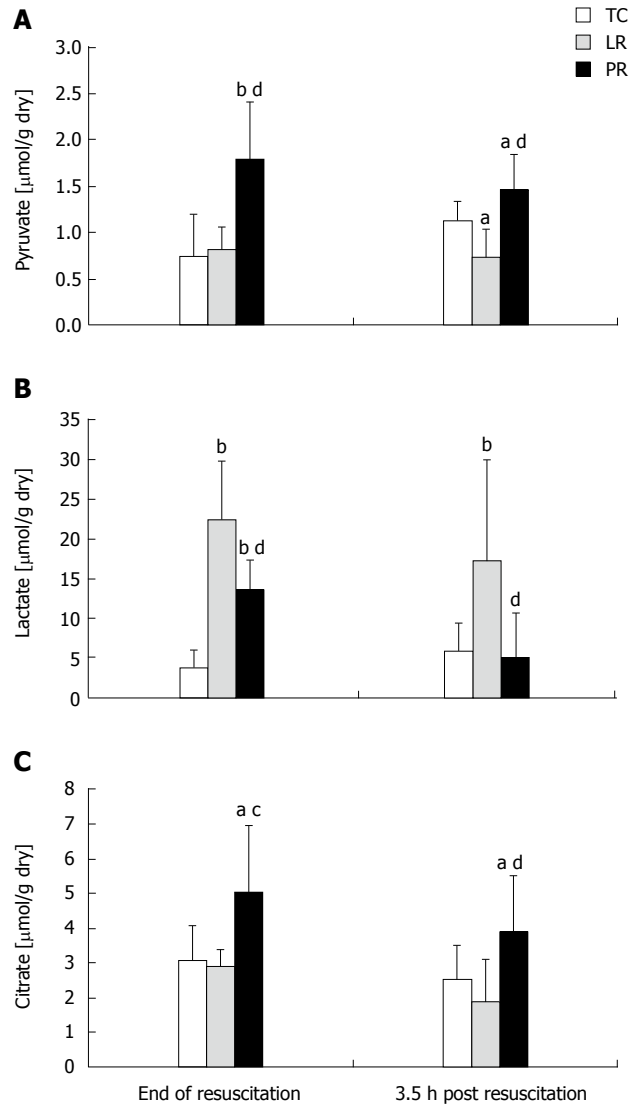 A
TC
LR
PR
Pyruvate [μmol/g dry]
3.0
2.5
2.0
1.5
1.0
0.5
0.0
b d
a
a d
B
Lactate [μmol/g dry]
35
30
25
20
15
10
5
0
b
b d
b
d
C
Citrate [μmol/g dry]
8
7
6
5
4
3
2
1
0
a c
a d
End of resuscitation
3.5 h post resuscitation